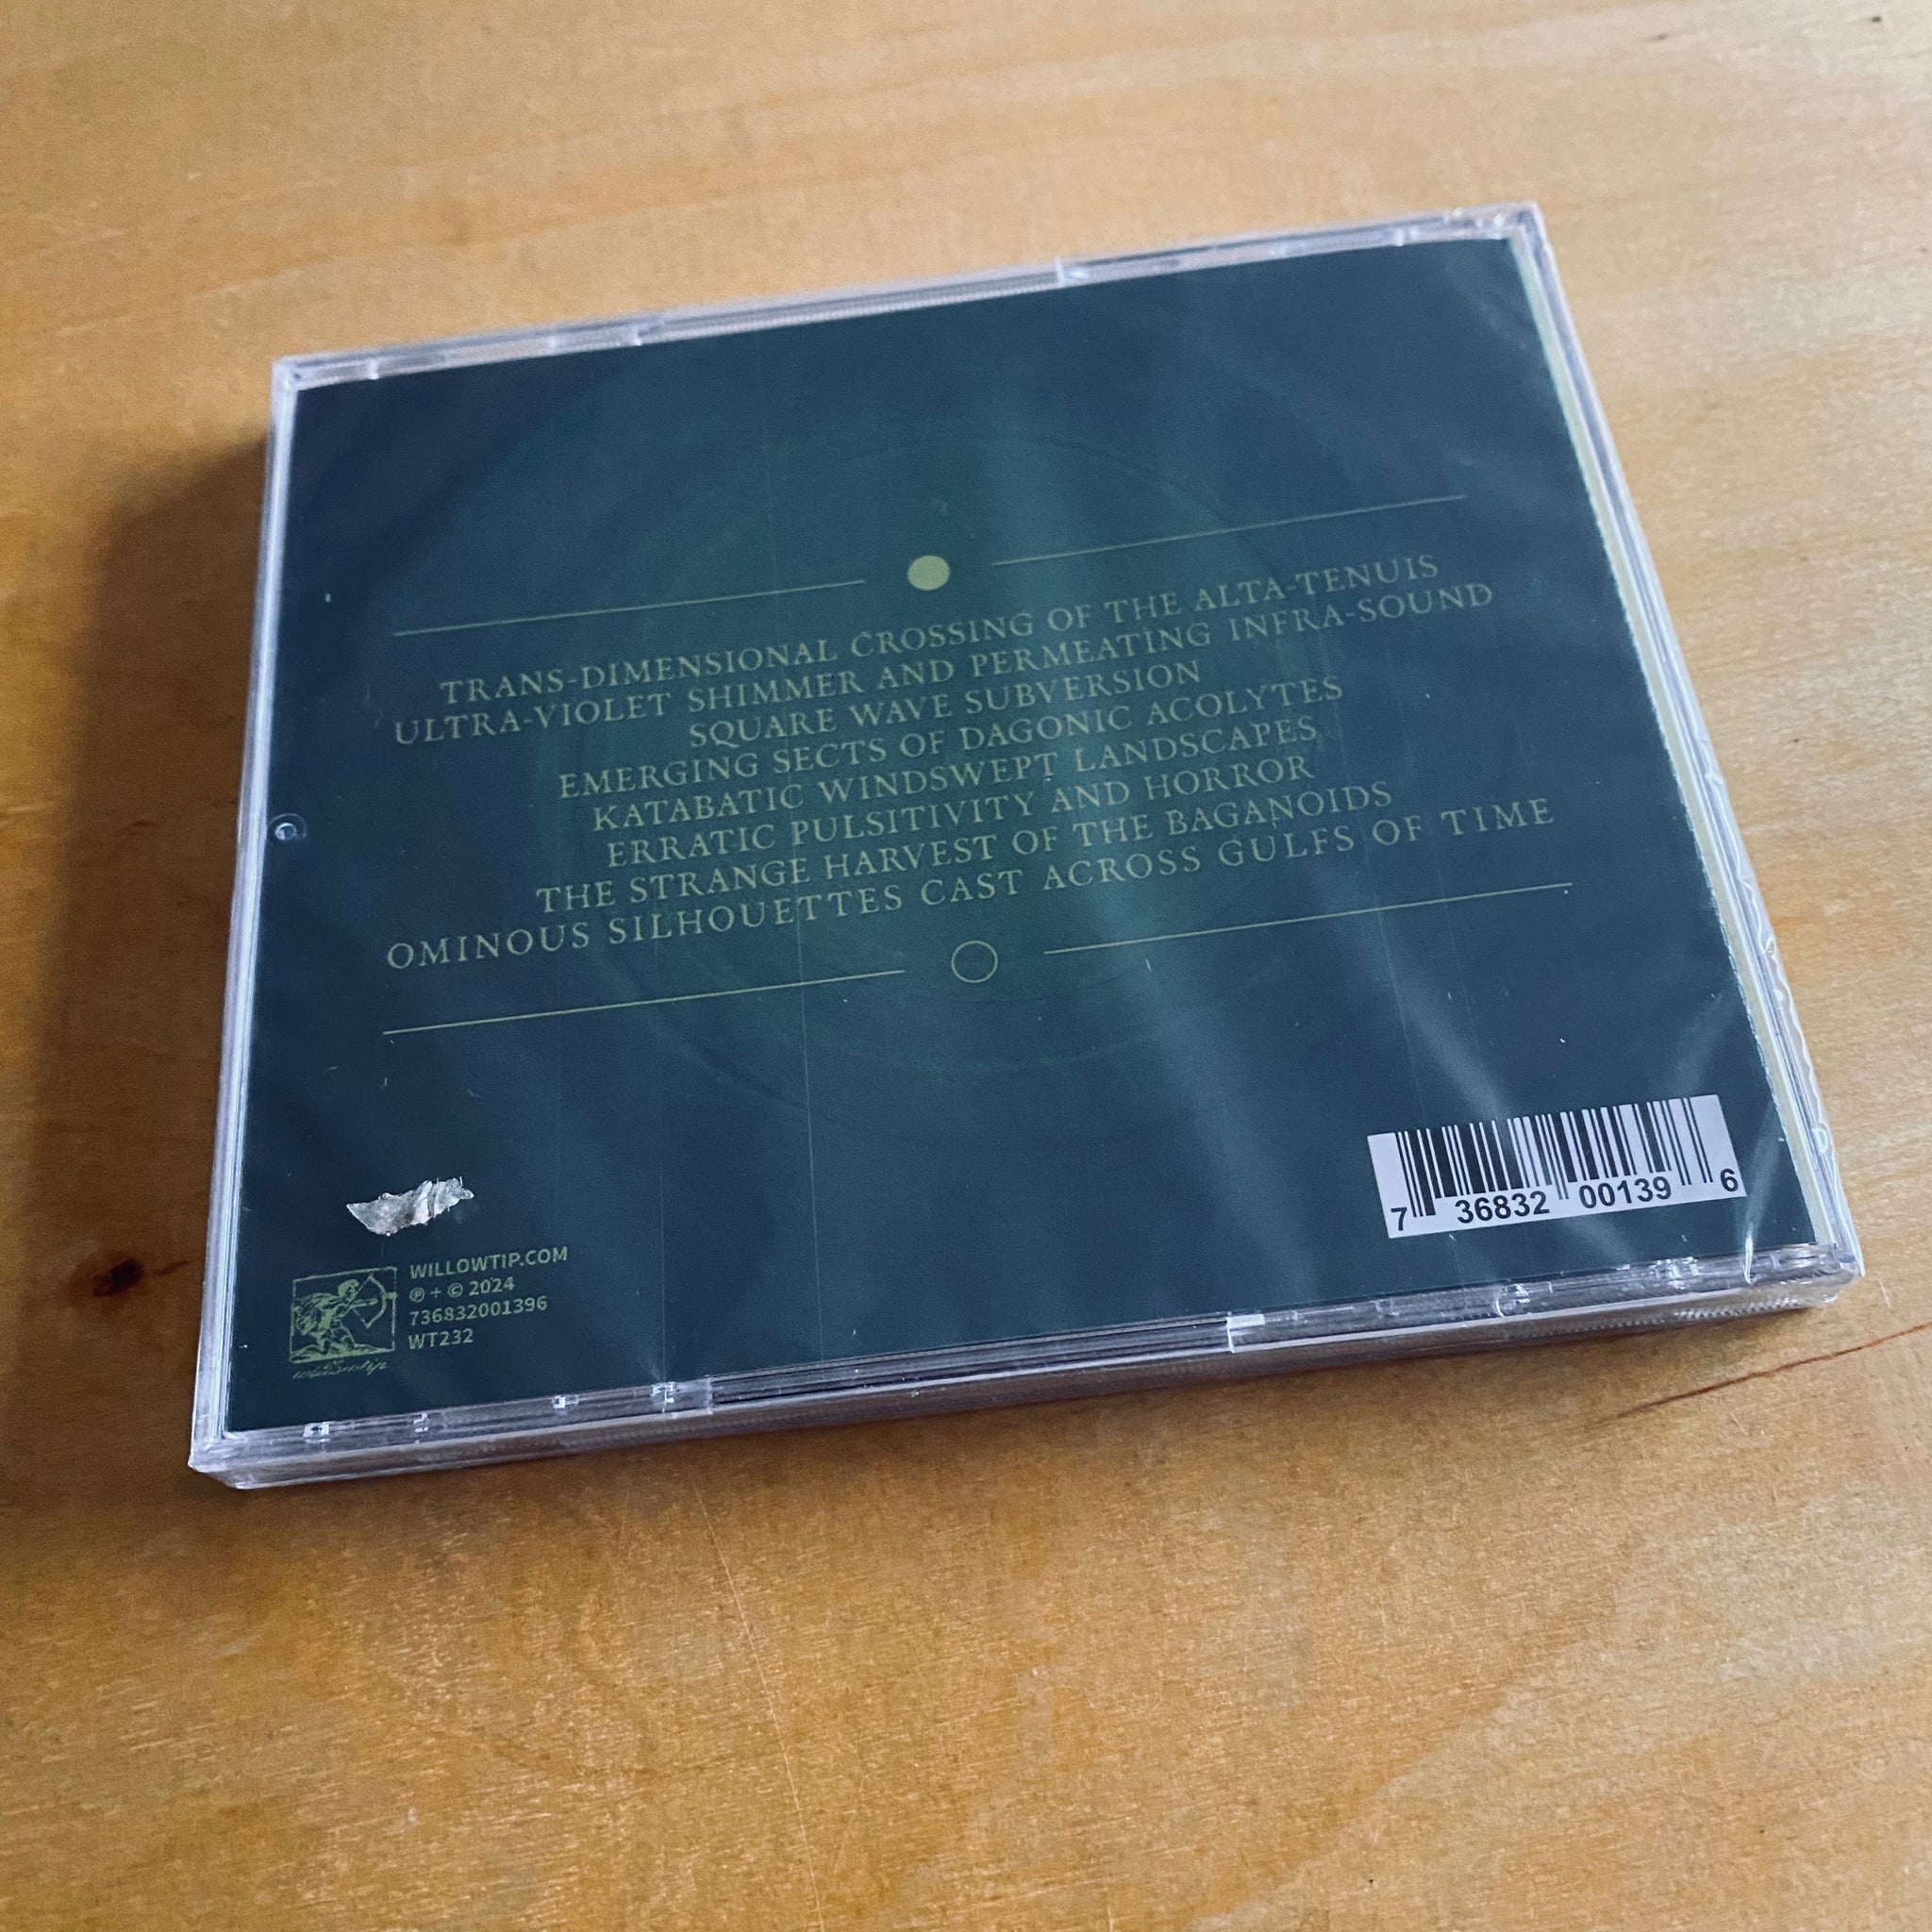 TRANS-DIMENSIONAL CROSSING OF THE ALTA-TENUIS
ULTRA-VIOLET SHIMMER AND PERMEATING INFRA-SOUND
SQUARE WAVE SUBVERSION
EMERGING SECTS OF DAGONIC ACOLYTES
KATABATIC WINDSWEPT LANDSCAPES
ERRATIC PULSITIVITY AND HORROR
THE STRANGE HARVEST OF THE BAGANOIDS
OMINOUS SILHOUETTES CAST ACROSS GULFS OF TIME
WILLOWTIP.COM
℗ + © 2024
736832001396
WT232
willowtip
7 36832 00139 6